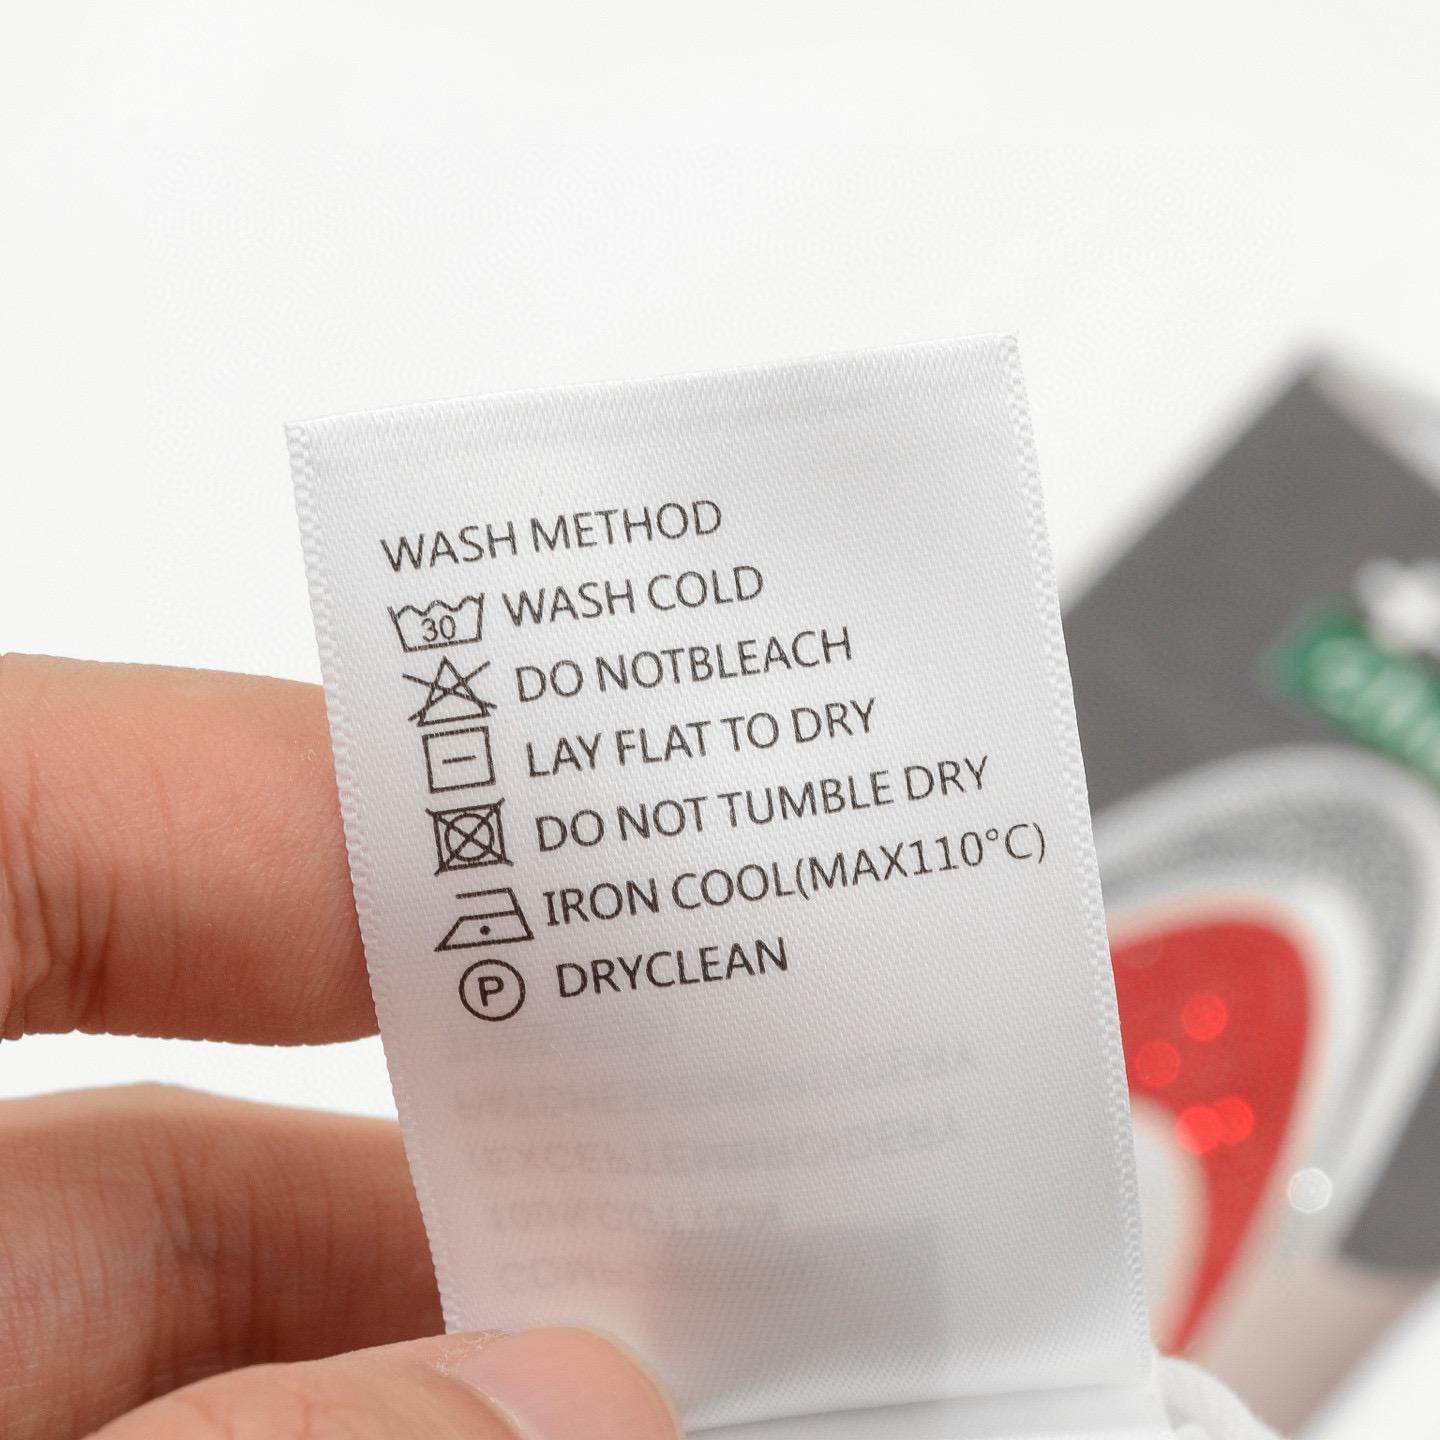 WASH METHOD
30 WASH COLD
DO NOTBLEACH
LAY FLAT TO DRY
DO NOT TUMBLE DRY
IRON COOL(MAX110°C)
P DRYCLEAN